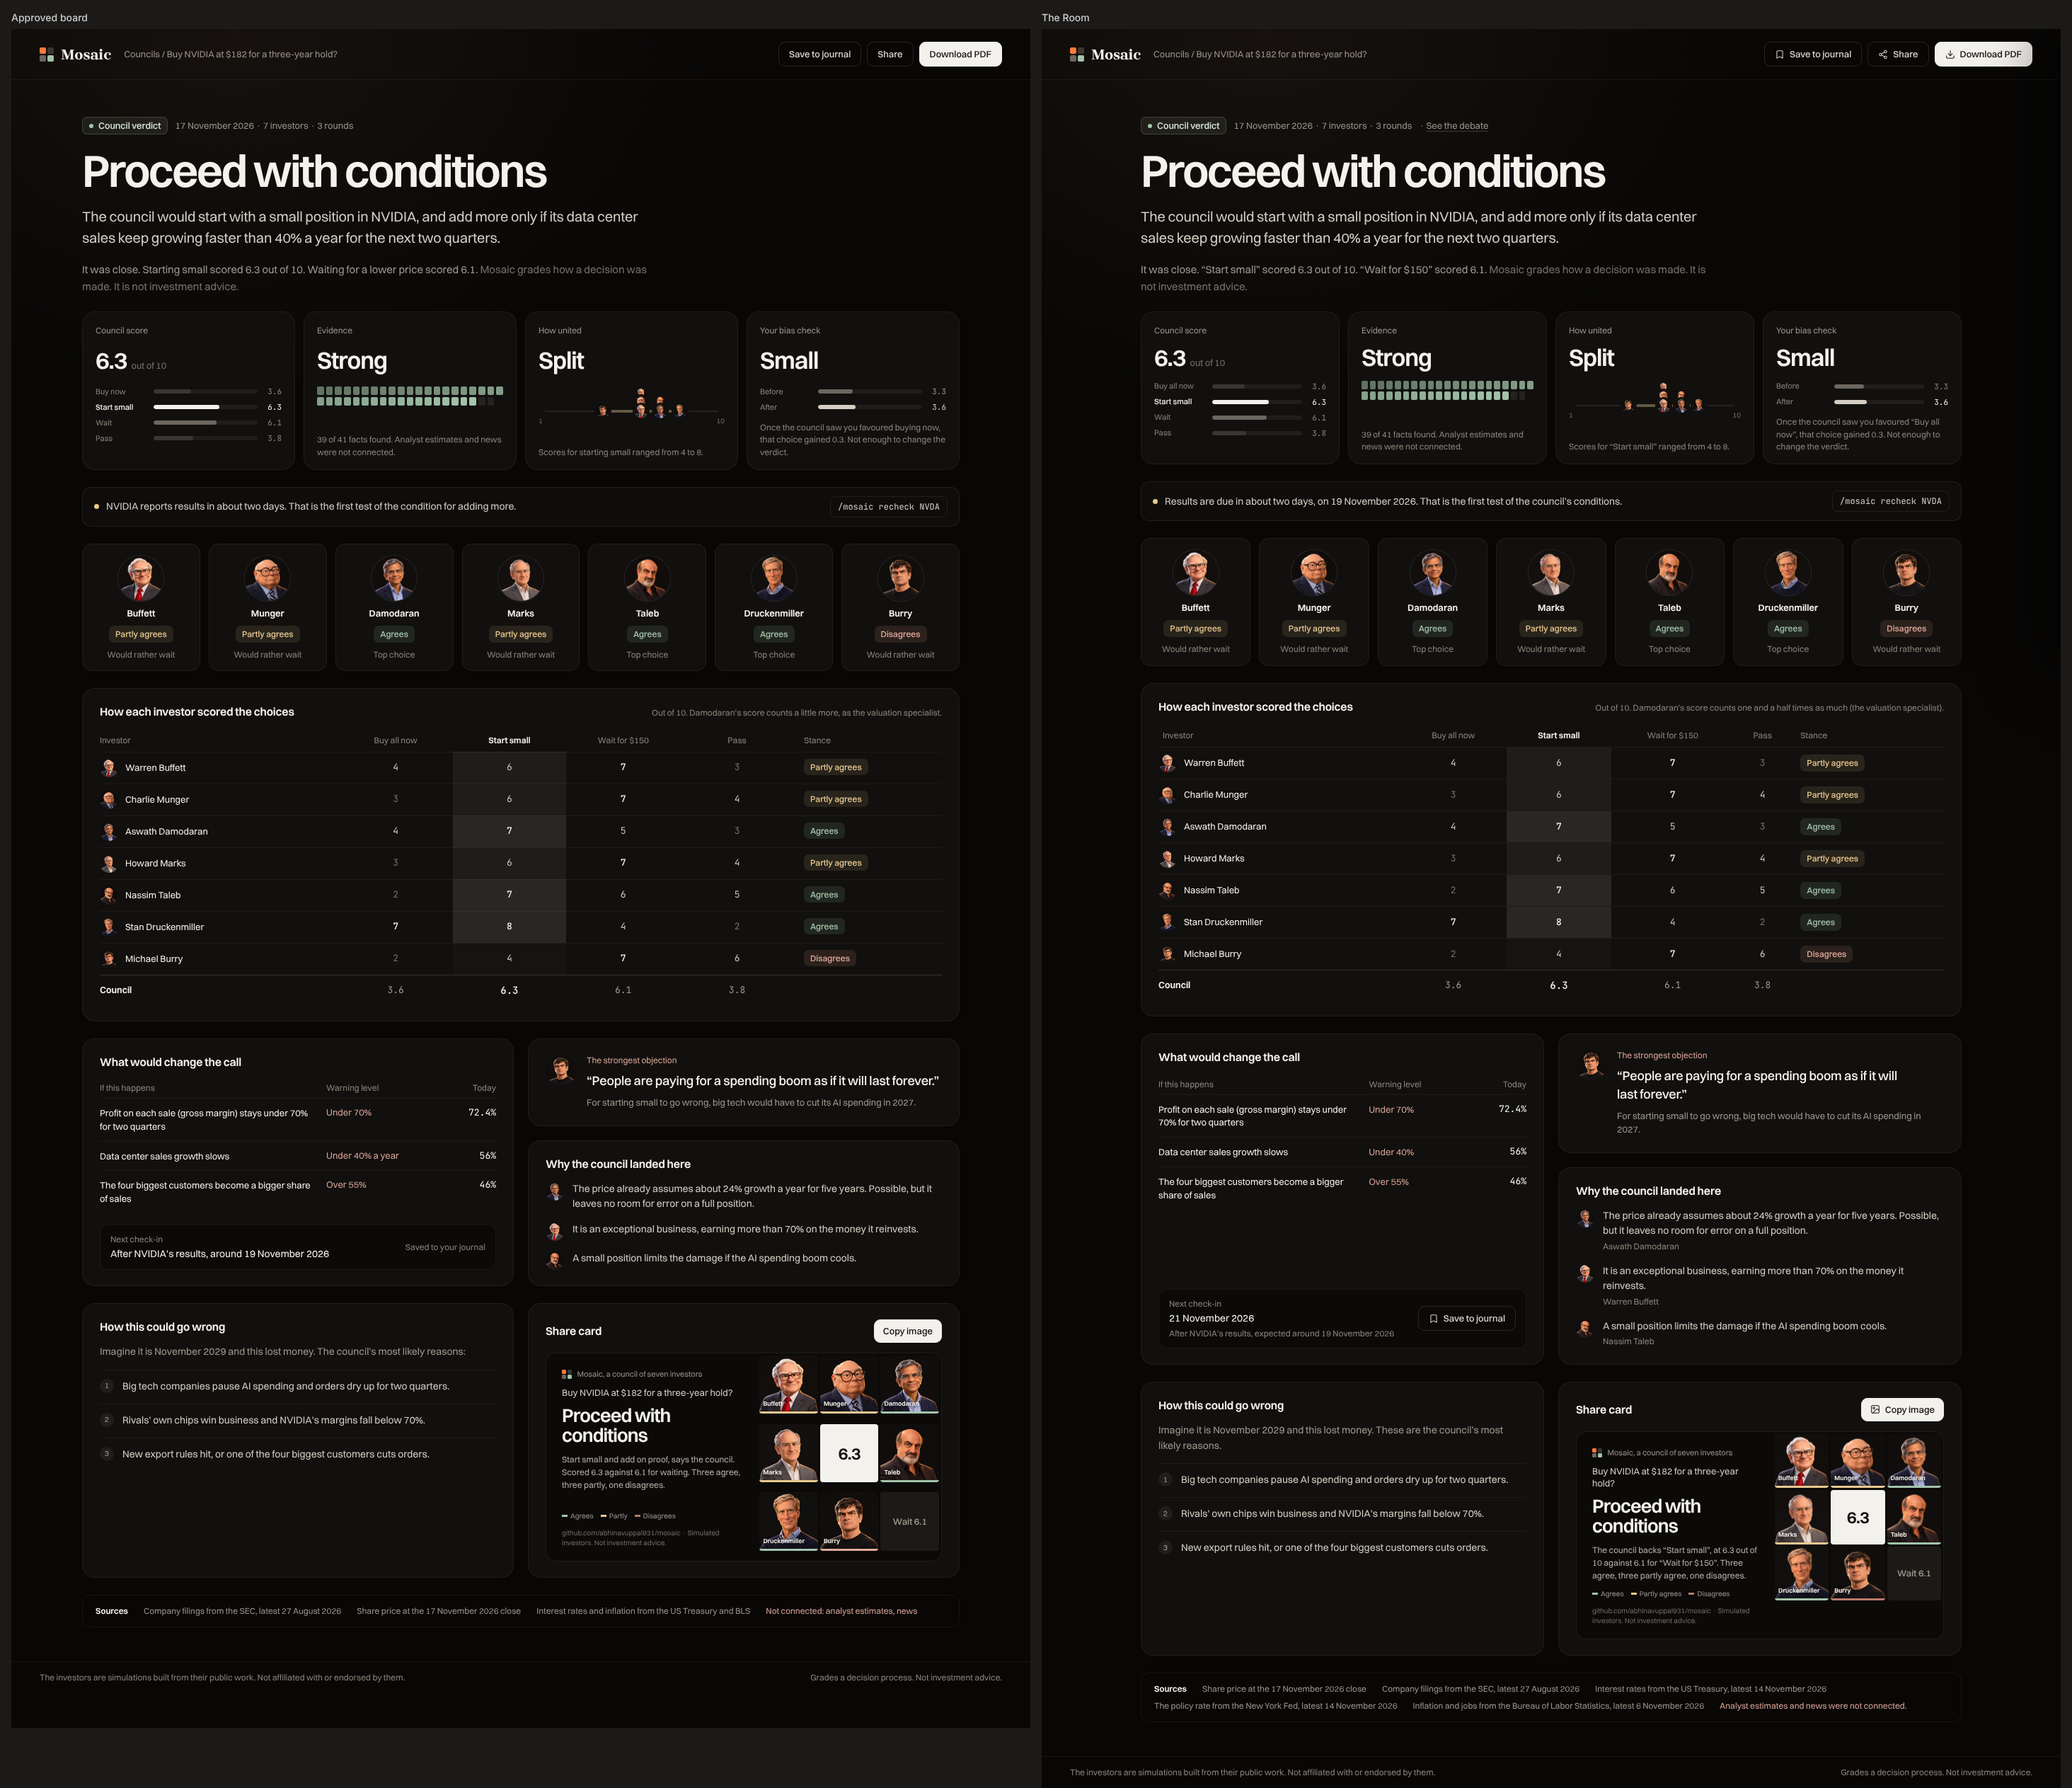 Approved board
Mosaic
Councils / Buy NVIDIA at $182 for a three-year hold?
Save to journal
Share
Download PDF
Council verdict
17 November 2026 · 7 investors · 3 rounds
Proceed with conditions
The council would start with a small position in NVIDIA, and add more only if its data center
sales keep growing faster than 40% a year for the next two quarters.
It was close. Starting small scored 6.3 out of 10. Waiting for a lower price scored 6.1. Mosaic grades how a decision was
made. It is not investment advice.
Council score
6.3 out of 10
Buy now 3.6
Start small 6.3
Wait 6.1
Pass 3.8
Evidence
Strong
39 of 41 facts found. Analyst estimates and news
were not connected.
How united
Split
1 10
Scores for starting small ranged from 4 to 8.
Your bias check
Small
Before 3.3
After 3.6
Once the council saw you favoured buying now,
that choice gained 0.3. Not enough to change the
verdict.
NVIDIA reports results in about two days. That is the first test of the condition for adding more.
/mosaic recheck NVDA
Buffett
Partly agrees
Would rather wait
Munger
Partly agrees
Would rather wait
Damodaran
Agrees
Top choice
Marks
Partly agrees
Would rather wait
Taleb
Agrees
Top choice
Druckenmiller
Agrees
Top choice
Burry
Disagrees
Would rather wait
How each investor scored the choices
Out of 10. Damodaran's score counts a little more, as the valuation specialist.
Investor Buy all now Start small Wait for $150 Pass Stance
Warren Buffett 4 6 7 3 Partly agrees
Charlie Munger 3 6 7 4 Partly agrees
Aswath Damodaran 4 7 5 3 Agrees
Howard Marks 3 6 7 4 Partly agrees
Nassim Taleb 2 7 6 5 Agrees
Stan Druckenmiller 7 8 4 2 Agrees
Michael Burry 2 4 7 6 Disagrees
Council 3.6 6.3 6.1 3.8
What would change the call
If this happens Warning level Today
Profit on each sale (gross margin) stays under 70%
for two quarters
Under 70% 72.4%
Data center sales growth slows Under 40% a year 56%
The four biggest customers become a bigger share
of sales
Over 55% 46%
Next check-in
After NVIDIA's results, around 19 November 2026
Saved to your journal
The strongest objection
“People are paying for a spending boom as if it will last forever.”
For starting small to go wrong, big tech would have to cut its AI spending in 2027.
Why the council landed here
The price already assumes about 24% growth a year for five years. Possible, but it
leaves no room for error on a full position.
It is an exceptional business, earning more than 70% on the money it reinvests.
A small position limits the damage if the AI spending boom cools.
How this could go wrong
Imagine it is November 2029 and this lost money. The council's most likely reasons:
1 Big tech companies pause AI spending and orders dry up for two quarters.
2 Rivals' own chips win business and NVIDIA's margins fall below 70%.
3 New export rules hit, or one of the four biggest customers cuts orders.
Share card
Copy image
Mosaic, a council of seven investors
Buy NVIDIA at $182 for a three-year hold?
Proceed with
conditions
Start small and add on proof, says the council.
Scored 6.3 against 6.1 for waiting. Three agree,
three partly, one disagrees.
Agrees Partly Disagrees
github.com/abhinavuppal931/mosaic · Simulated
investors. Not investment advice.
Buffett
Munger
Damodaran
Marks
6.3
Taleb
Druckenmiller
Burry
Wait 6.1
Sources
Company filings from the SEC, latest 27 August 2026
Share price at the 17 November 2026 close
Interest rates and inflation from the US Treasury and BLS
Not connected: analyst estimates, news
The investors are simulations built from their public work. Not affiliated with or endorsed by them.
Grades a decision process. Not investment advice.
The Room
Mosaic
Councils / Buy NVIDIA at $182 for a three-year hold?
Save to journal
Share
Download PDF
Council verdict
17 November 2026 · 7 investors · 3 rounds · See the debate
Proceed with conditions
The council would start with a small position in NVIDIA, and add more only if its data center
sales keep growing faster than 40% a year for the next two quarters.
It was close. “Start small” scored 6.3 out of 10. “Wait for $150” scored 6.1. Mosaic grades how a decision was made. It is
not investment advice.
Council score
6.3 out of 10
Buy all now 3.6
Start small 6.3
Wait 6.1
Pass 3.8
Evidence
Strong
39 of 41 facts found. Analyst estimates and
news were not connected.
How united
Split
1 10
Scores for “Start small” ranged from 4 to 8.
Your bias check
Small
Before 3.3
After 3.6
Once the council saw you favoured “Buy all
now”, that choice gained 0.3. Not enough to
change the verdict.
Results are due in about two days, on 19 November 2026. That is the first test of the council's conditions.
/mosaic recheck NVDA
Buffett
Partly agrees
Would rather wait
Munger
Partly agrees
Would rather wait
Damodaran
Agrees
Top choice
Marks
Partly agrees
Would rather wait
Taleb
Agrees
Top choice
Druckenmiller
Agrees
Top choice
Burry
Disagrees
Would rather wait
How each investor scored the choices
Out of 10. Damodaran's score counts one and a half times as much (the valuation specialist).
Investor Buy all now Start small Wait for $150 Pass Stance
Warren Buffett 4 6 7 3 Partly agrees
Charlie Munger 3 6 7 4 Partly agrees
Aswath Damodaran 4 7 5 3 Agrees
Howard Marks 3 6 7 4 Partly agrees
Nassim Taleb 2 7 6 5 Agrees
Stan Druckenmiller 7 8 4 2 Agrees
Michael Burry 2 4 7 6 Disagrees
Council 3.6 6.3 6.1 3.8
What would change the call
If this happens Warning level Today
Profit on each sale (gross margin) stays under
70% for two quarters
Under 70% 72.4%
Data center sales growth slows Under 40% 56%
The four biggest customers become a bigger
share of sales
Over 55% 46%
Next check-in
21 November 2026
After NVIDIA's results, expected around 19 November 2026
Save to journal
The strongest objection
“People are paying for a spending boom as if it will
last forever.”
For starting small to go wrong, big tech would have to cut its AI spending in
2027.
Why the council landed here
The price already assumes about 24% growth a year for five years. Possible,
but it leaves no room for error on a full position.
Aswath Damodaran
It is an exceptional business, earning more than 70% on the money it
reinvests.
Warren Buffett
A small position limits the damage if the AI spending boom cools.
Nassim Taleb
How this could go wrong
Imagine it is November 2029 and this lost money. These are the council's most
likely reasons.
1 Big tech companies pause AI spending and orders dry up for two quarters.
2 Rivals' own chips win business and NVIDIA's margins fall below 70%.
3 New export rules hit, or one of the four biggest customers cuts orders.
Share card
Copy image
Mosaic, a council of seven investors
Buy NVIDIA at $182 for a three-year
hold?
Proceed with
conditions
The council backs “Start small”, at 6.3 out of
10 against 6.1 for “Wait for $150”. Three
agree, three partly agree, one disagrees.
Agrees Partly agrees Disagrees
github.com/abhinavuppal931/mosaic · Simulated
investors. Not investment advice.
Buffett
Munger
Damodaran
Marks
6.3
Taleb
Druckenmiller
Burry
Wait 6.1
Sources
Share price at the 17 November 2026 close
Company filings from the SEC, latest 27 August 2026
Interest rates from the US Treasury, latest 14 November 2026
The policy rate from the New York Fed, latest 14 November 2026
Inflation and jobs from the Bureau of Labor Statistics, latest 6 November 2026
Analyst estimates and news were not connected.
The investors are simulations built from their public work. Not affiliated with or endorsed by them.
Grades a decision process. Not investment advice.